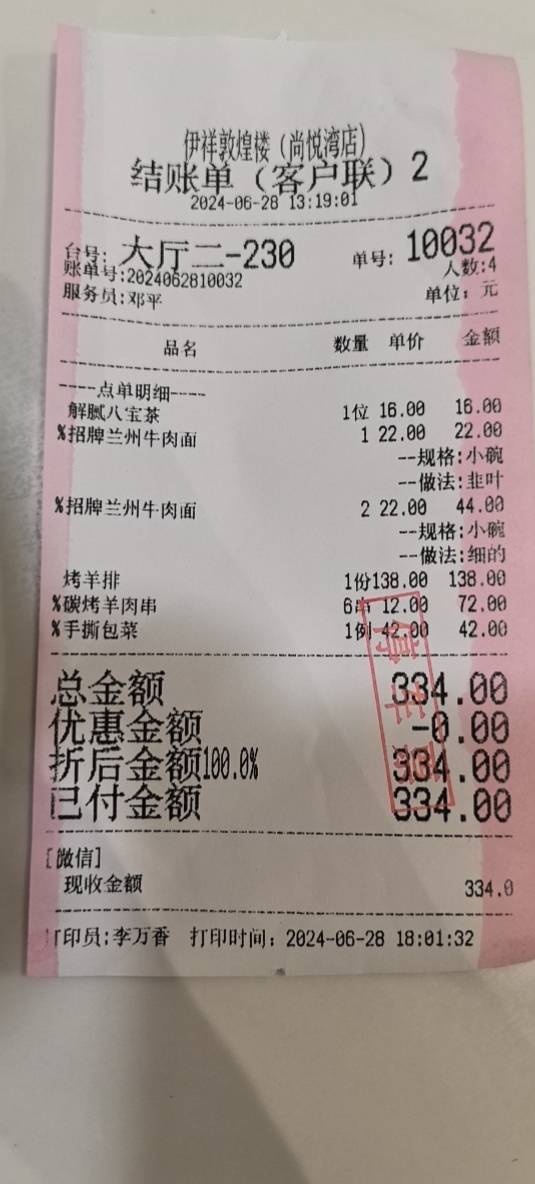 伊祥敦煌楼（尚悦湾店）
结账单（客户联）2
2024-06-28 13:19:01
台号: 大厅二-230 单号: 10032
账单号:2024062810032 人数:4
服务员:邓平 单位: 元
品名 数量 单价 金额
----点单明细----
解腻八宝茶 1位 16.00 16.00
%招牌兰州牛肉面 1 22.00 22.00
--规格:小碗
--做法:韭叶
%招牌兰州牛肉面 2 22.00 44.00
--规格:小碗
--做法:细的
烤羊排 1份138.00 138.00
%碳烤羊肉串 6串 12.00 72.00
%手撕包菜 1例 42.00 42.00
总金额 334.00
优惠金额 -0.00
折后金额100.0% 334.00
已付金额 334.00
[微信]
现收金额 334.0
打印员:李万香 打印时间: 2024-06-28 18:01:32